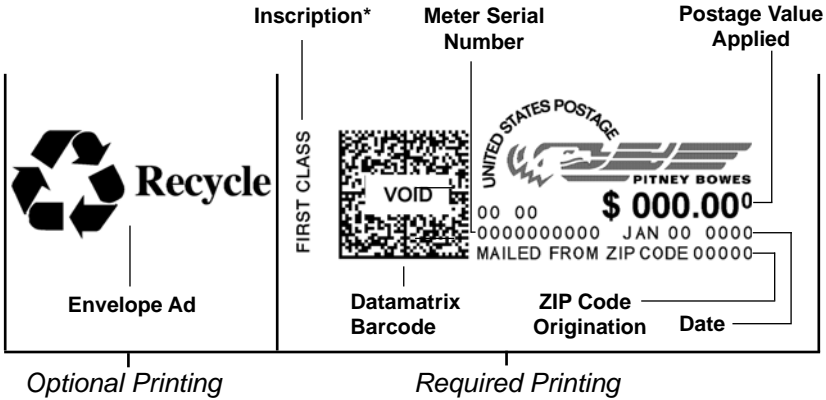 Inscription*
Meter Serial
Number
Postage Value
Applied
Recycle
FIRST CLASS
VOID
UNITED STATES POSTAGE
PITNEY BOWES
00 00
$ 000.00⁰
0000000000 JAN 00 0000
MAILED FROM ZIP CODE 00000
Envelope Ad
Datamatrix
Barcode
ZIP Code
Origination
Date
Optional Printing
Required Printing